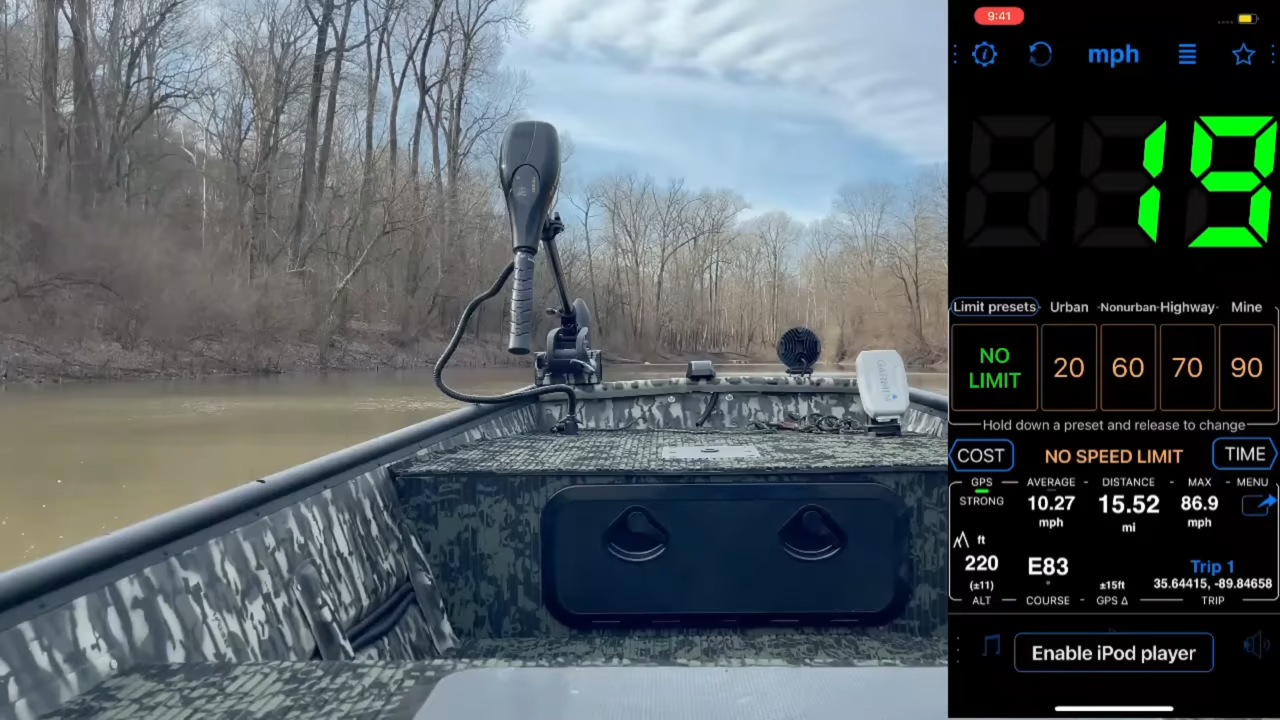 9:41
mph
19
Limit presets Urban Nonurban Highway Mine
NO LIMIT 20 60 70 90
Hold down a preset and release to change
COST NO SPEED LIMIT TIME
GPS AVERAGE DISTANCE MAX MENU
STRONG 10.27 15.52 86.9
mph mi mph
ft
220 E83 Trip 1
(±11) ° ±15ft 35.64415, -89.84658
ALT COURSE GPS Δ TRIP
Enable iPod player
GARMIN